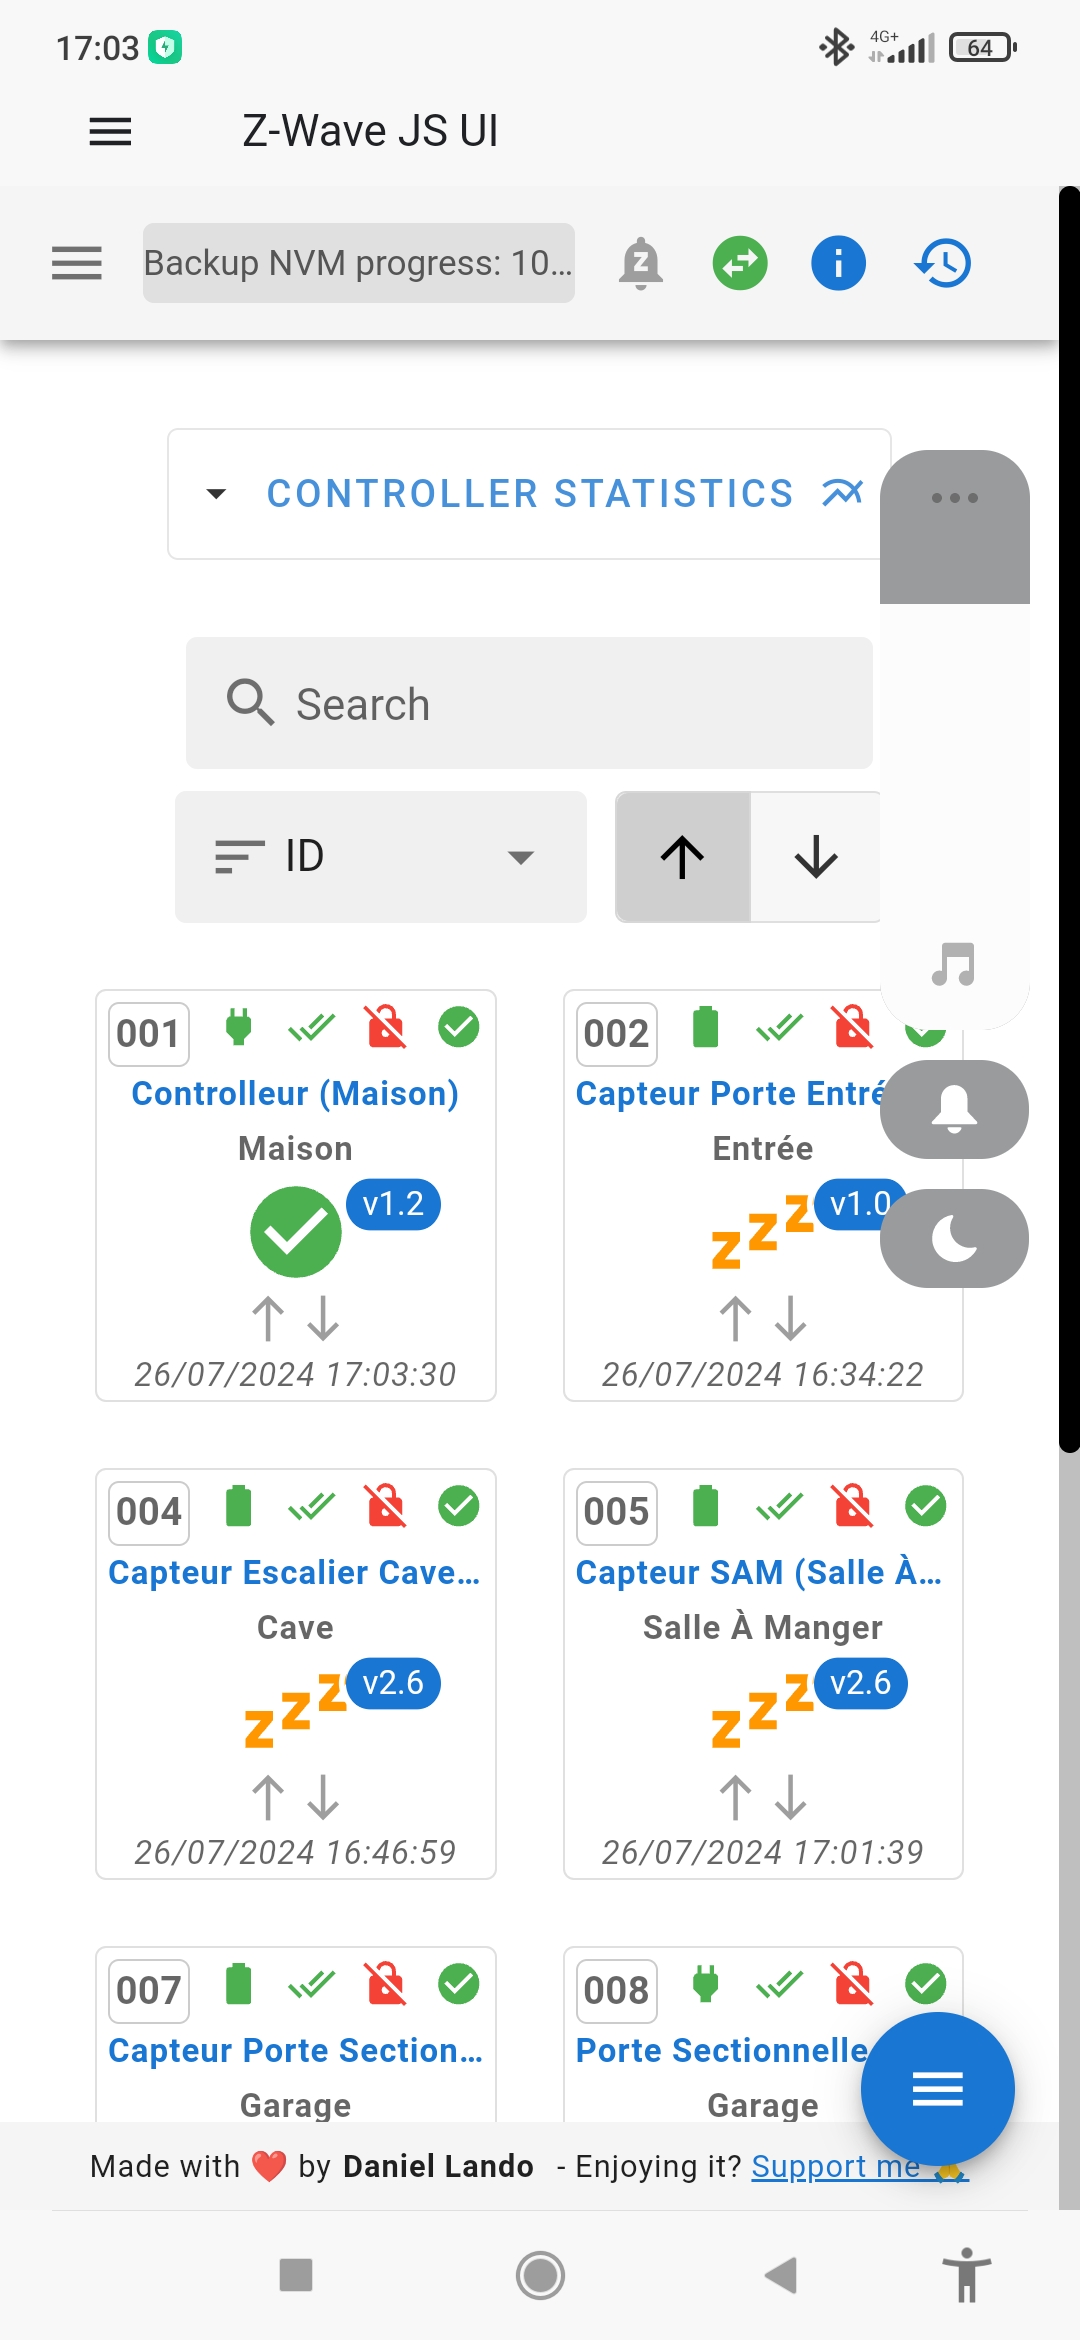 17:03
4G+
64
Z-Wave JS UI
Backup NVM progress: 10...
CONTROLLER STATISTICS
Search
ID
001
002
Controlleur (Maison)
Capteur Porte Entré
Maison
Entrée
v1.2
v1.0
26/07/2024 17:03:30
26/07/2024 16:34:22
004
005
Capteur Escalier Cave...
Capteur SAM (Salle À...
Cave
Salle À Manger
v2.6
v2.6
26/07/2024 16:46:59
26/07/2024 17:01:39
007
008
Capteur Porte Section...
Porte Sectionnelle
Garage
Garage
Made with ❤️ by Daniel Lando - Enjoying it? Support me 🙏